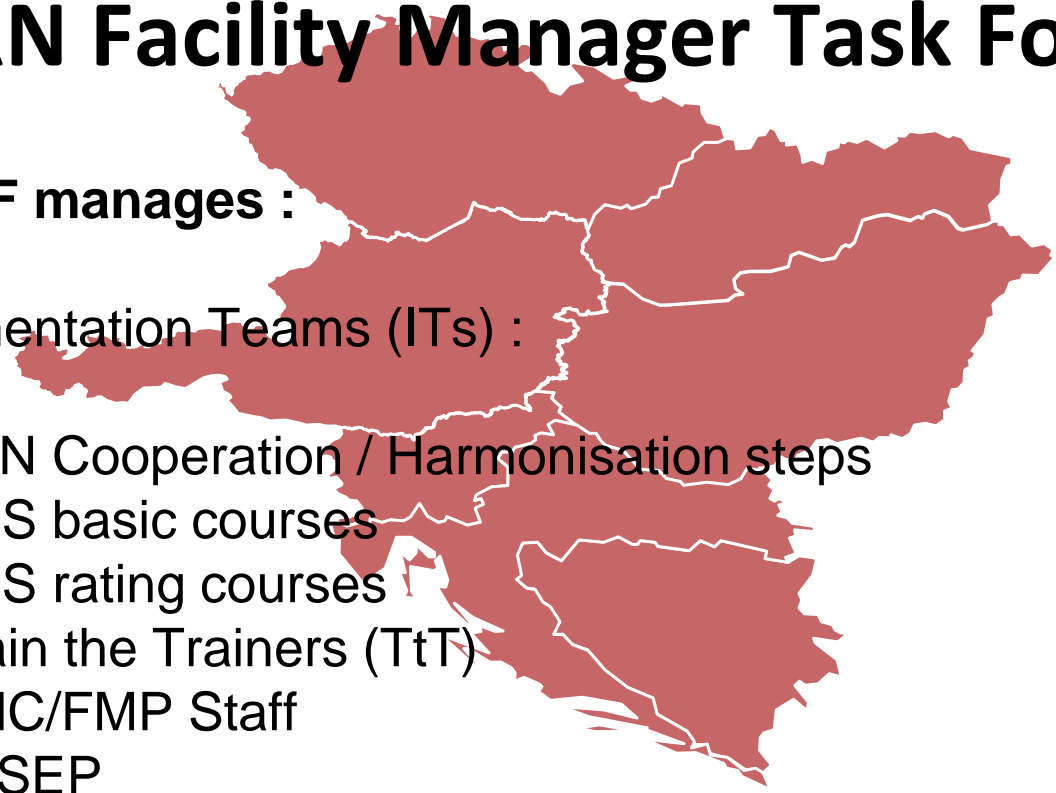 N Facility Manager Task Fo
F manages :
entation Teams (ITs) :
N Cooperation / Harmonisation steps
S basic courses
S rating courses
ain the Trainers (TtT)
IC/FMP Staff
SEP